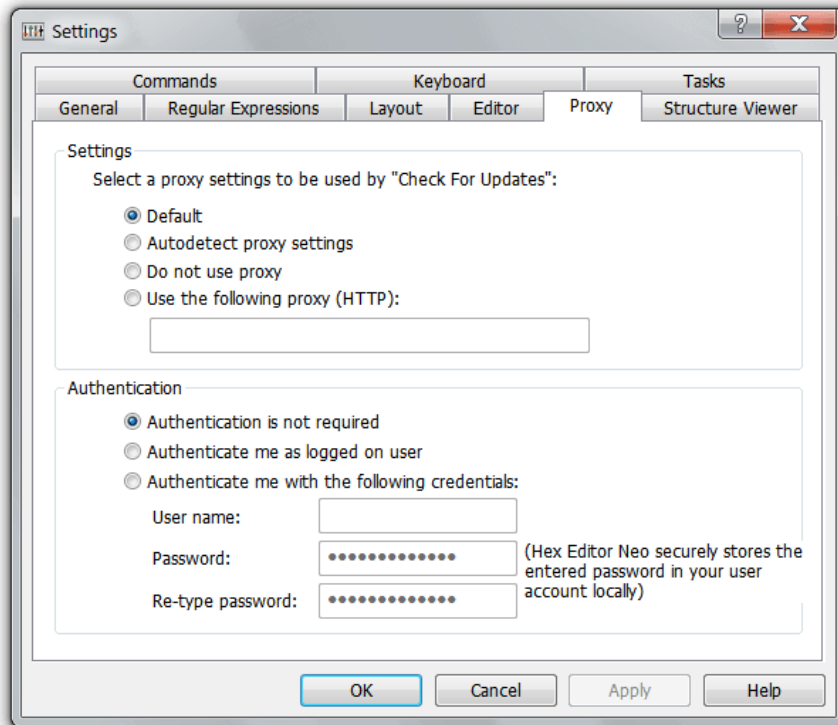 Settings
Commands Keyboard Tasks
General Regular Expressions Layout Editor Proxy Structure Viewer
Settings
Select a proxy settings to be used by "Check For Updates":
Default
Autodetect proxy settings
Do not use proxy
Use the following proxy (HTTP):
Authentication
Authentication is not required
Authenticate me as logged on user
Authenticate me with the following credentials:
User name:
Password: ●●●●●●●●●●●●● (Hex Editor Neo securely stores the
entered password in your user
account locally)
Re-type password: ●●●●●●●●●●●●●
OK Cancel Apply Help